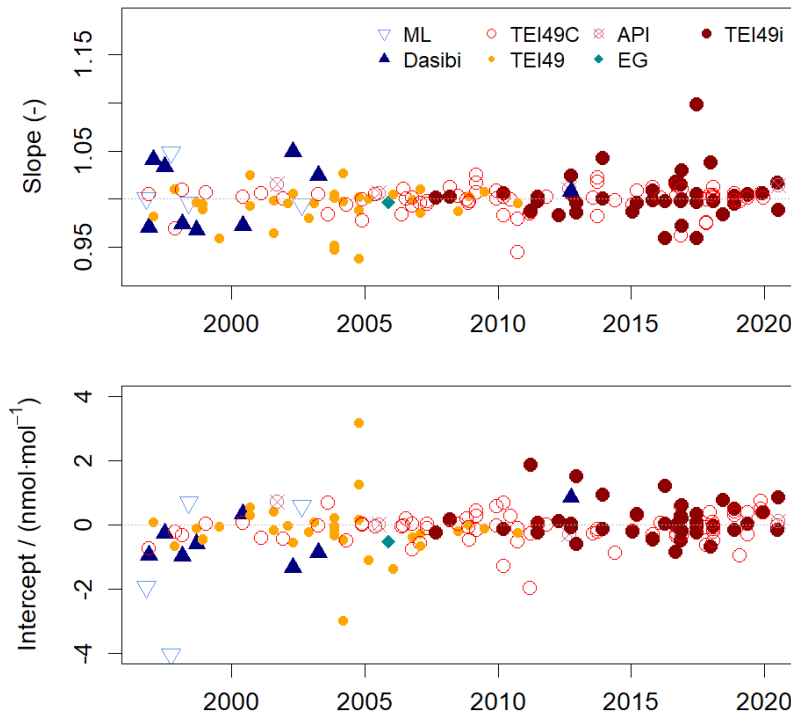 ML TEI49C API TEI49i
Dasibi TEI49 EG
Slope (-)
1.15
1.05
0.95
2000 2005 2010 2015 2020
Intercept / (nmol·mol⁻¹)
4
2
0
-2
-4
2000 2005 2010 2015 2020